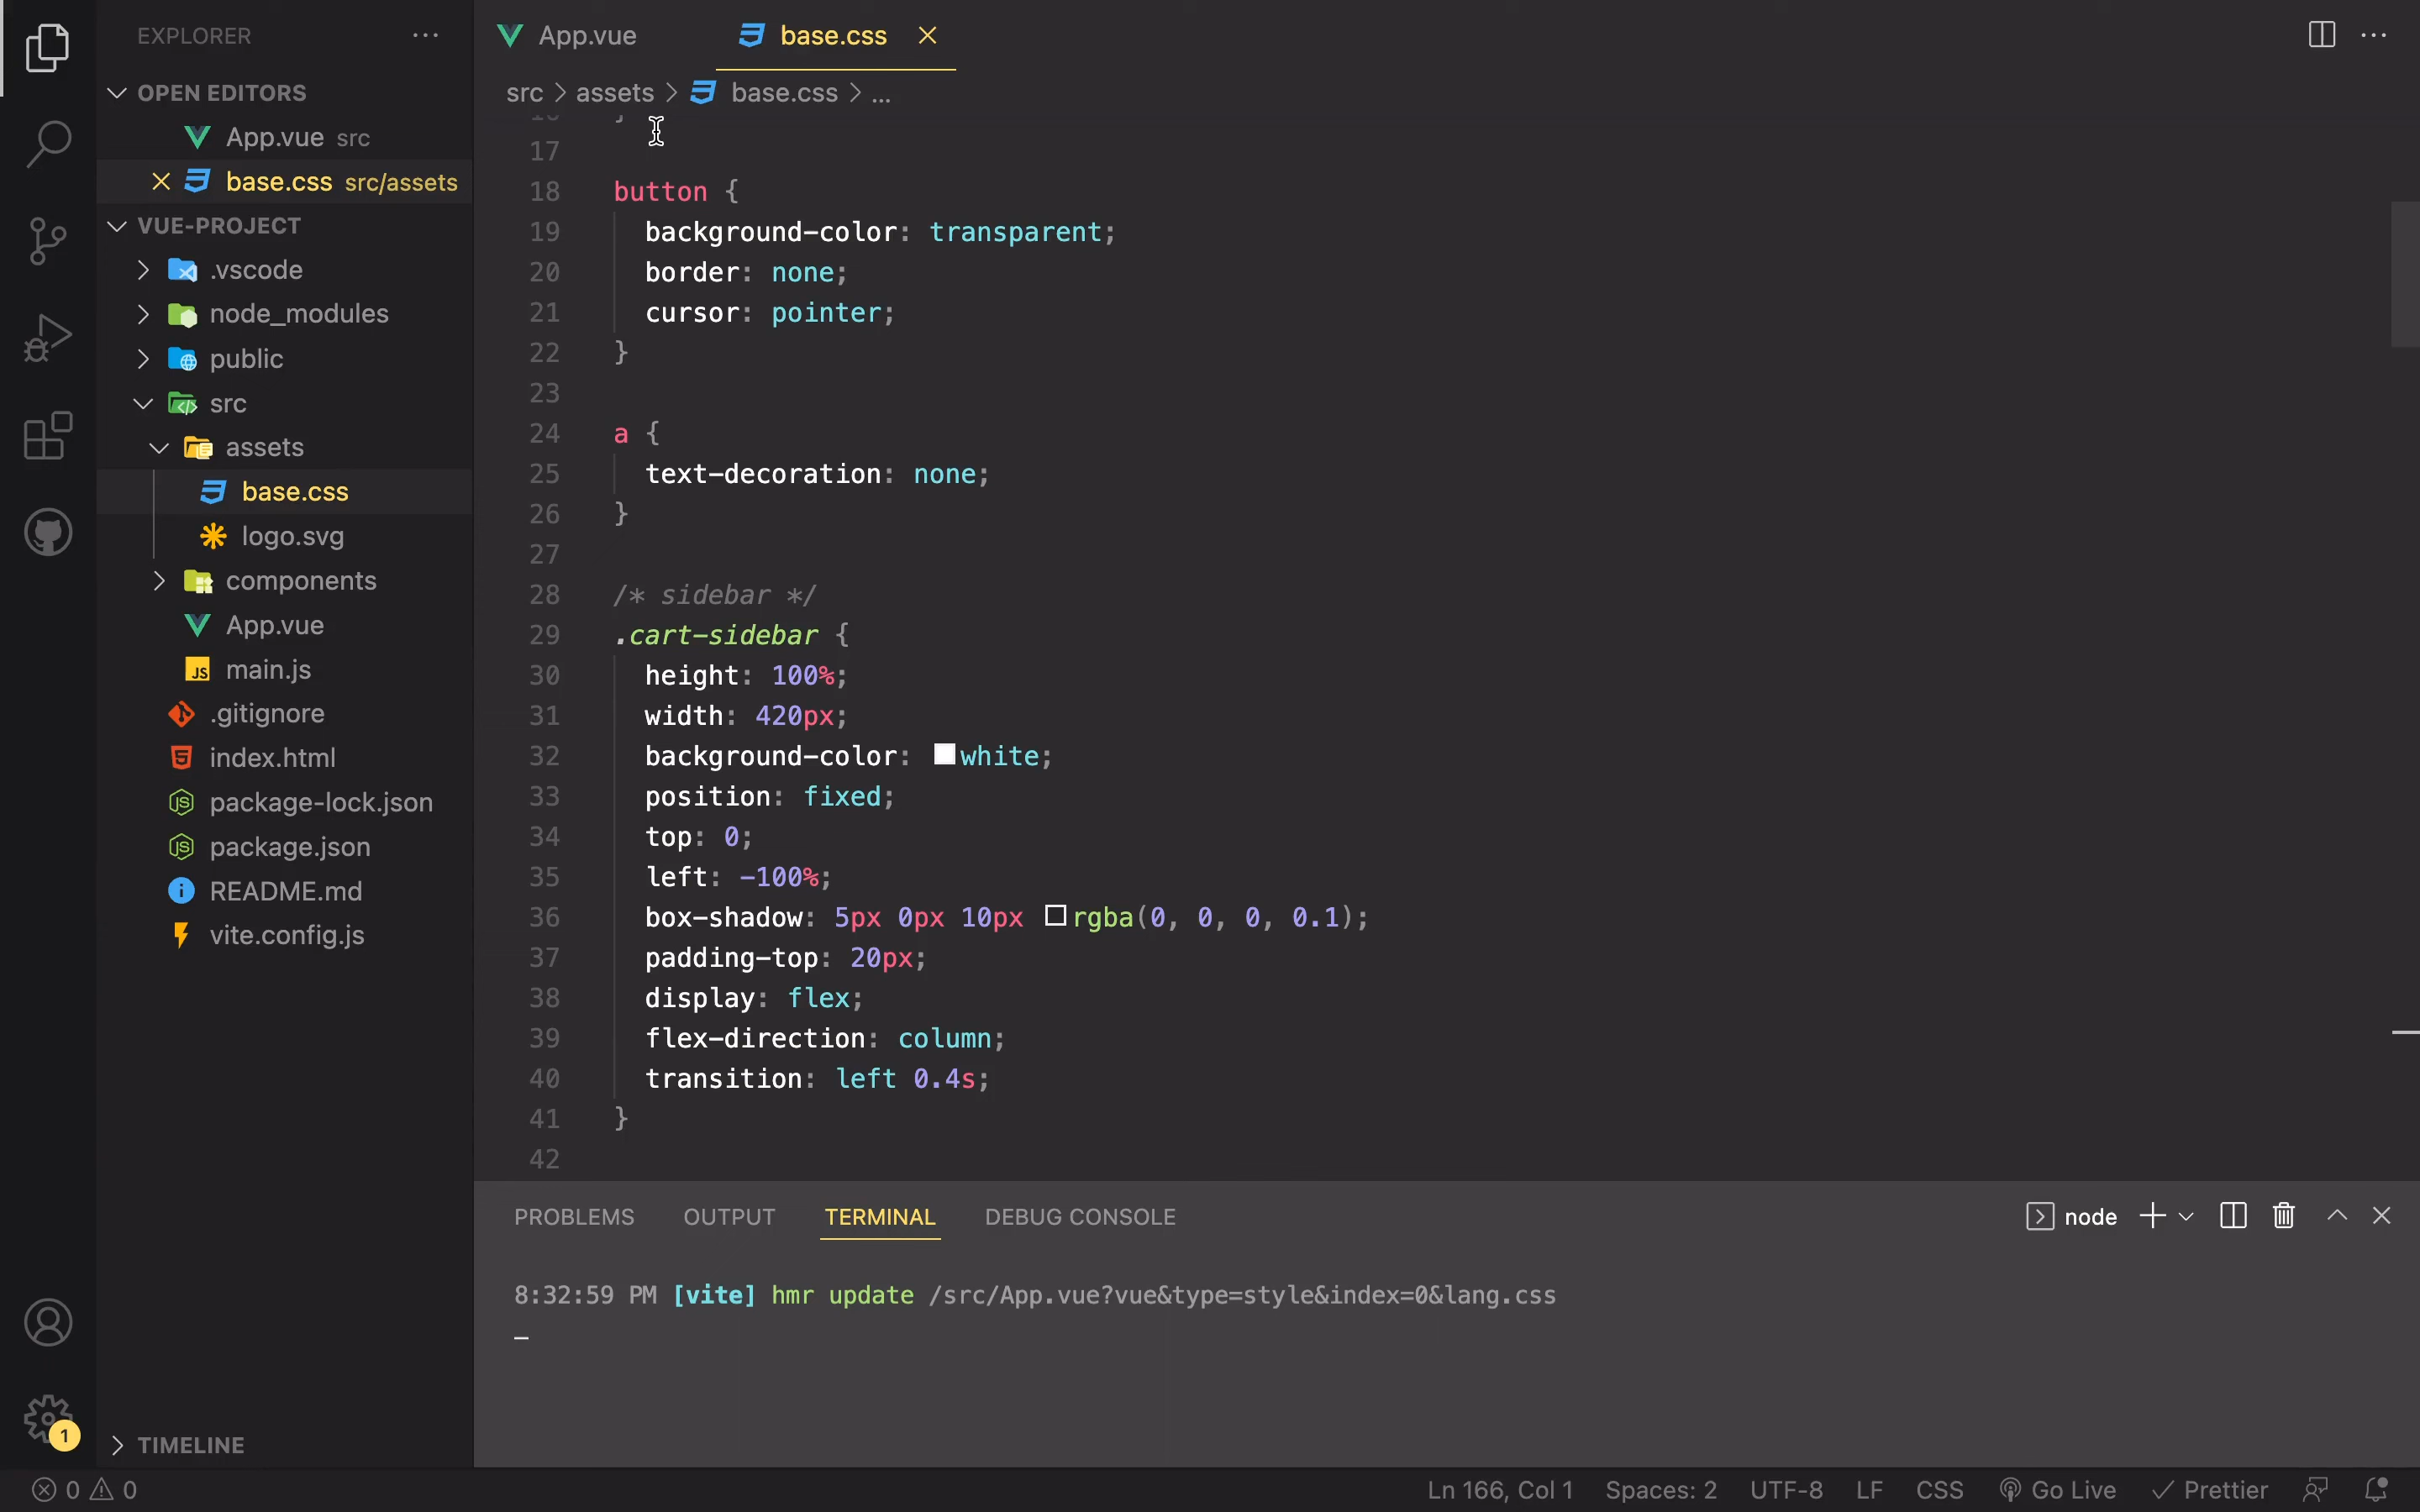 EXPLORER
OPEN EDITORS
App.vue src
base.css src/assets
VUE-PROJECT
.vscode
node_modules
public
src
assets
base.css
logo.svg
components
App.vue
main.js
.gitignore
index.html
package-lock.json
package.json
README.md
vite.config.js
TIMELINE
App.vue base.css
src > assets > base.css > ...
16 }
17
18 button {
19 background-color: transparent;
20 border: none;
21 cursor: pointer;
22 }
23
24 a {
25 text-decoration: none;
26 }
27
28 /* sidebar */
29 .cart-sidebar {
30 height: 100%;
31 width: 420px;
32 background-color: white;
33 position: fixed;
34 top: 0;
35 left: -100%;
36 box-shadow: 5px 0px 10px rgba(0, 0, 0, 0.1);
37 padding-top: 20px;
38 display: flex;
39 flex-direction: column;
40 transition: left 0.4s;
41 }
42
PROBLEMS OUTPUT TERMINAL DEBUG CONSOLE node
8:32:59 PM [vite] hmr update /src/App.vue?vue&type=style&index=0&lang.css
1
0 0 Ln 166, Col 1 Spaces: 2 UTF-8 LF CSS Go Live Prettier